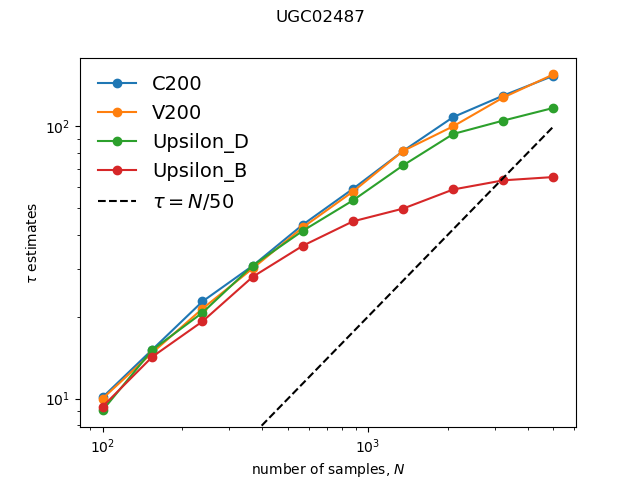 UGC02487
C200
V200
Upsilon_D
Upsilon_B
τ = N/50
10²
10¹
τ estimates
10²
10³
number of samples, N